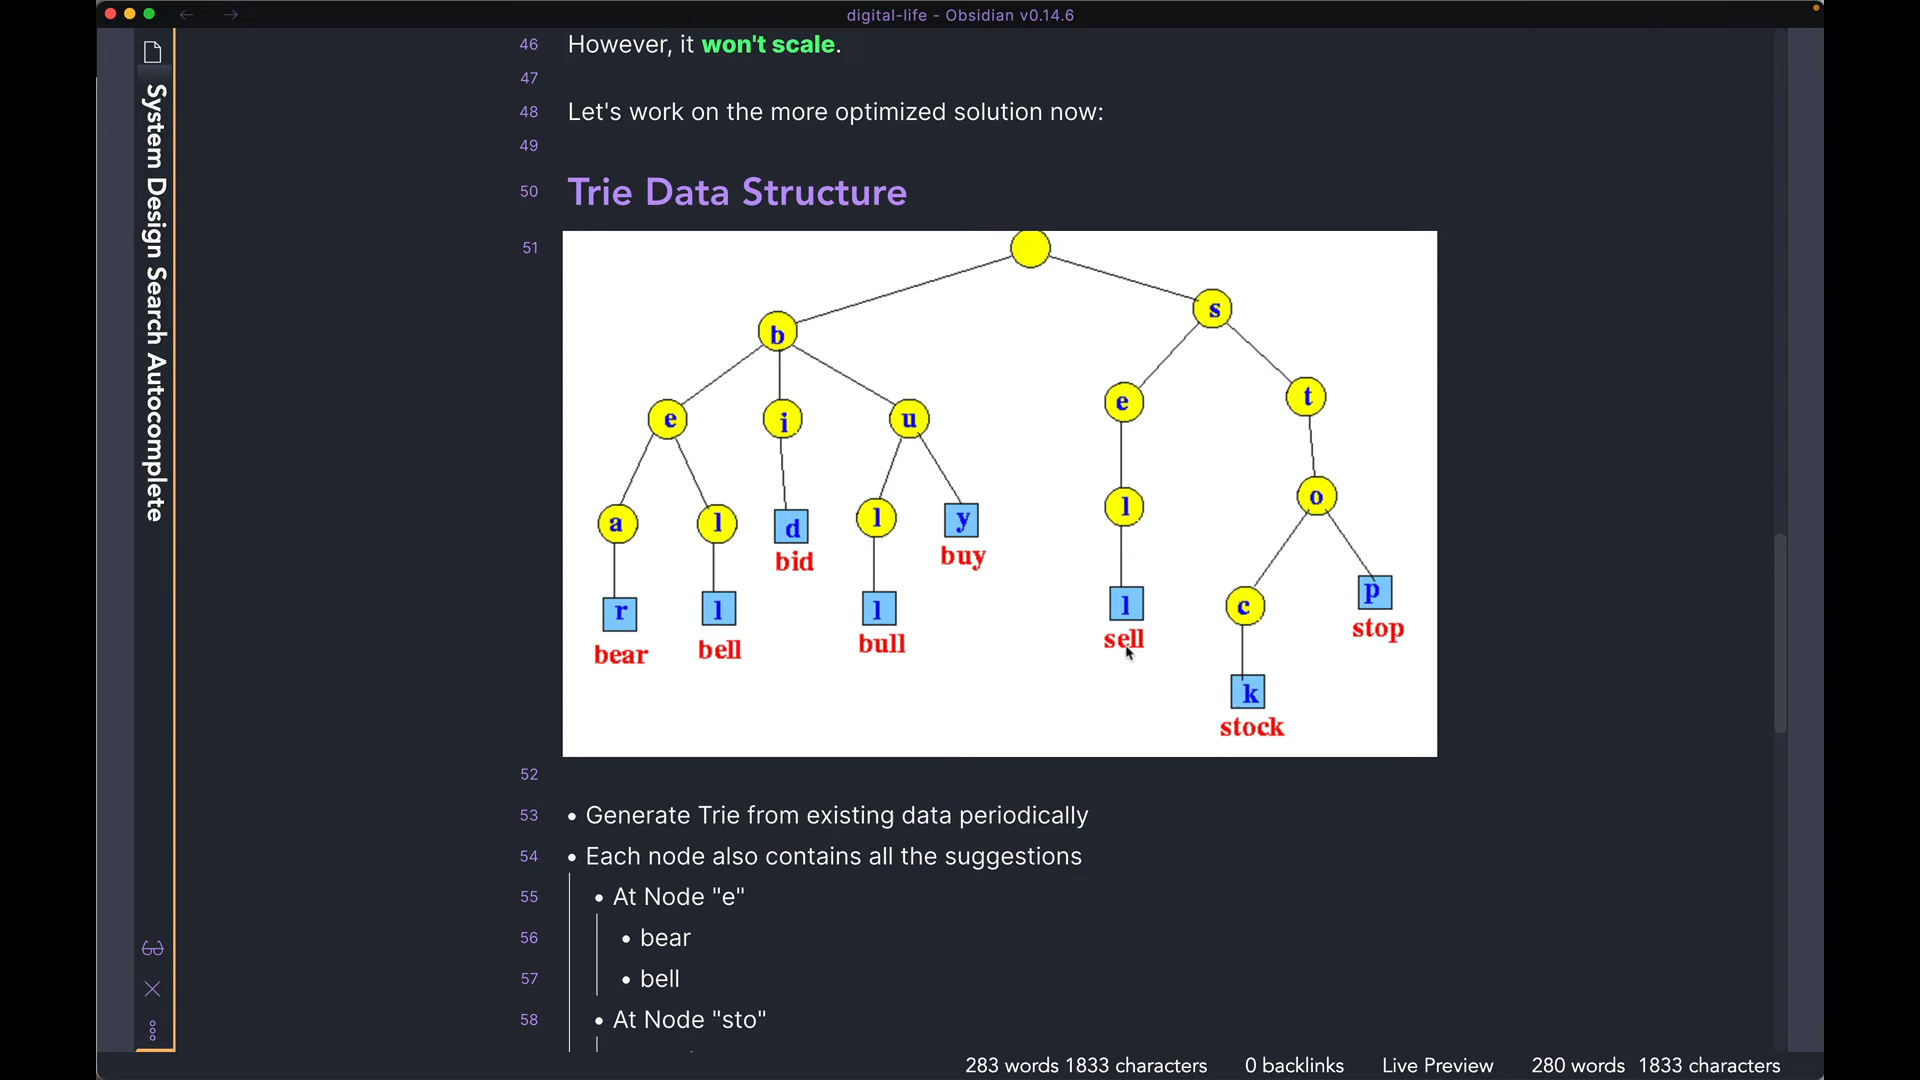 digital-life - Obsidian v0.14.6
System Design Search Autocomplete
46 However, it won't scale.
47
48 Let's work on the more optimized solution now:
49
50 Trie Data Structure
51
s
b
e t
e i u
l o
a l d l y
bid buy
r l l l c p
bear bell bull sell stop
k
stock
52
53 • Generate Trie from existing data periodically
54 • Each node also contains all the suggestions
55 • At Node "e"
56 • bear
57 • bell
58 • At Node "sto"
283 words 1833 characters 0 backlinks Live Preview 280 words 1833 characters